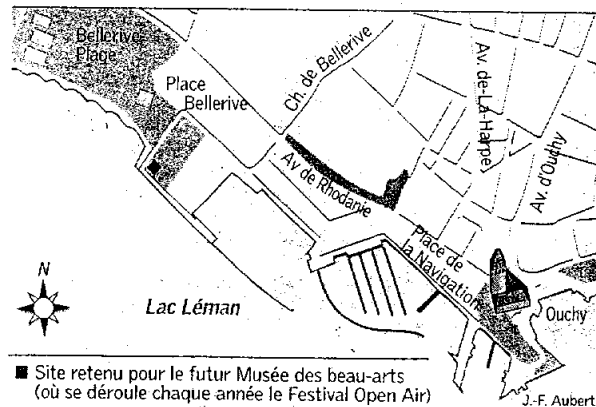 Bellerive
Plage
Place
Bellerive
Ch. de Bellerive
Av. de-La-Harpe
Av. d'Ouchy
Av de Rhodanie
Place de
la Navigation
N
Lac Léman
Ouchy
Site retenu pour le futur Musée des beau-arts
(où se déroule chaque année le Festival Open Air)
J.-F. Aubert